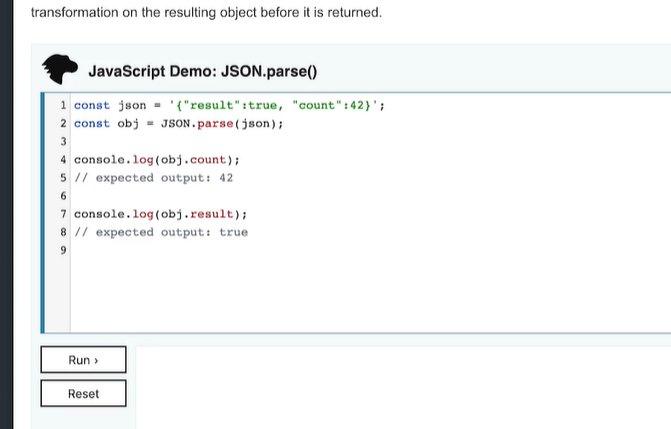 transformation on the resulting object before it is returned.
JavaScript Demo: JSON.parse()
1 const json = '{"result":true, "count":42}';
2 const obj = JSON.parse(json);
3
4 console.log(obj.count);
5 // expected output: 42
6
7 console.log(obj.result);
8 // expected output: true
9
Run ›
Reset